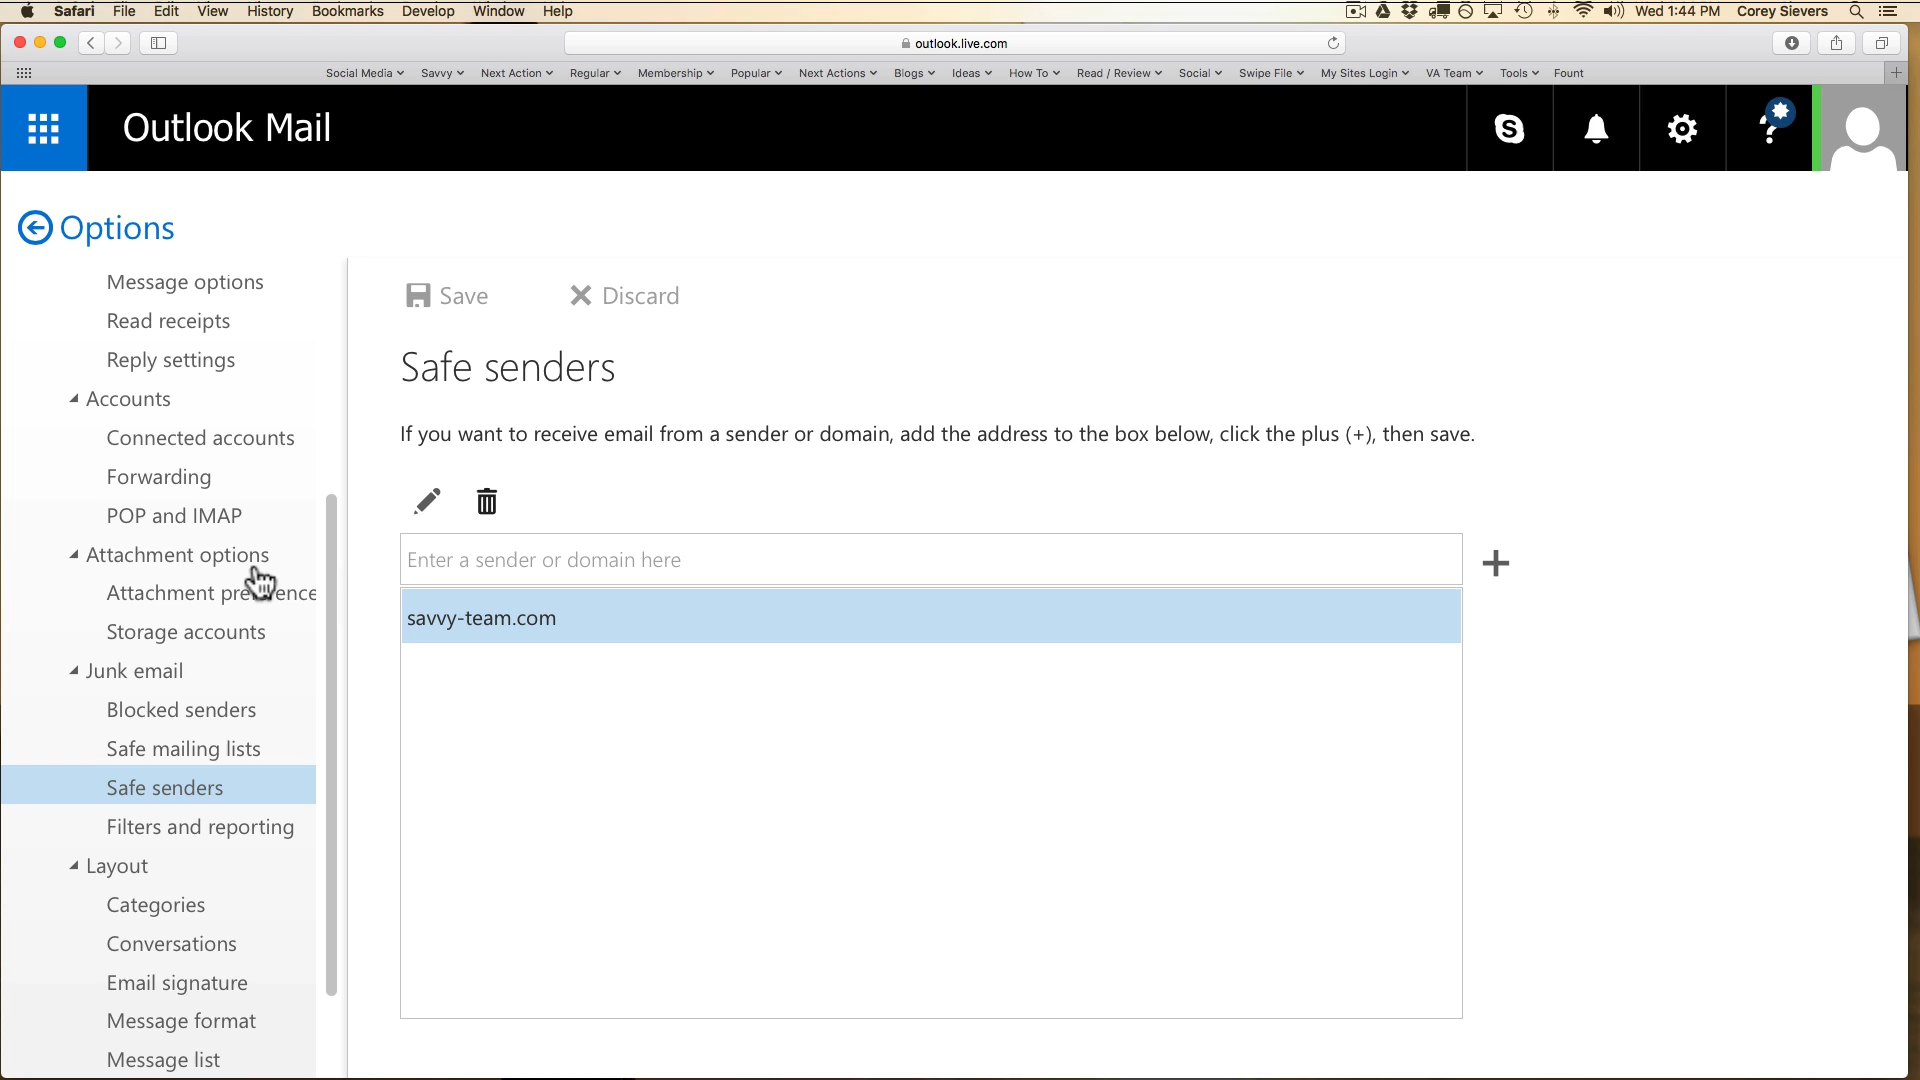 Safari File Edit View History Bookmarks Develop Window Help Wed 1:44 PM Corey Sievers
outlook.live.com
Social Media Savvy Next Action Regular Membership Popular Next Actions Blogs Ideas How To Read / Review Social Swipe File My Sites Login VA Team Tools Fount
Outlook Mail
Options
Message options
Read receipts
Reply settings
Accounts
Connected accounts
Forwarding
POP and IMAP
Attachment options
Attachment
Storage accounts
Junk email
Blocked senders
Safe mailing lists
Safe senders
Filters and reporting
Layout
Categories
Conversations
Email signature
Message format
Message list
Save Discard
Safe senders
If you want to receive email from a sender or domain, add the address to the box below, click the plus (+), then save.
Enter a sender or domain here
savvy-team.com